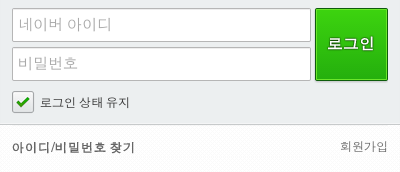 네이버 아이디
비밀번호
로그인
로그인 상태 유지
아이디/비밀번호 찾기
회원가입